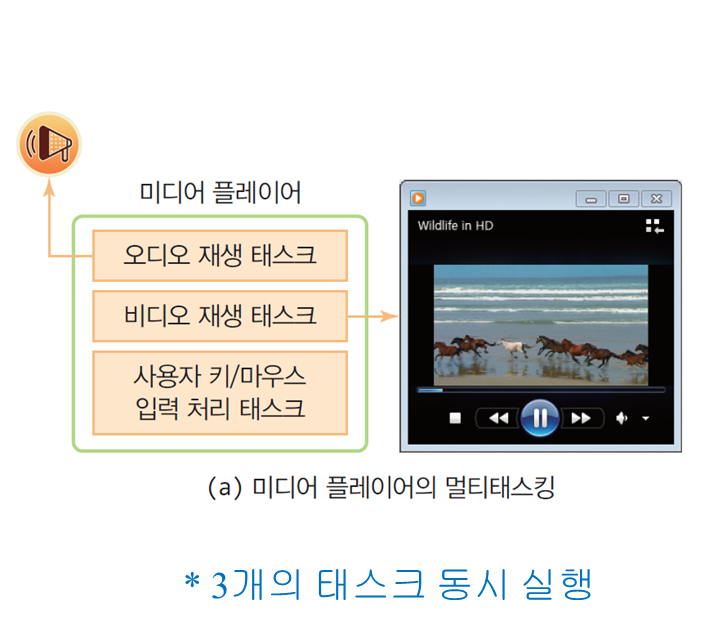 미디어 플레이어
오디오 재생 태스크
비디오 재생 태스크
사용자 키/마우스
입력 처리 태스크
Wildlife in HD
(a) 미디어 플레이어의 멀티태스킹
* 3개의 태스크 동시 실행